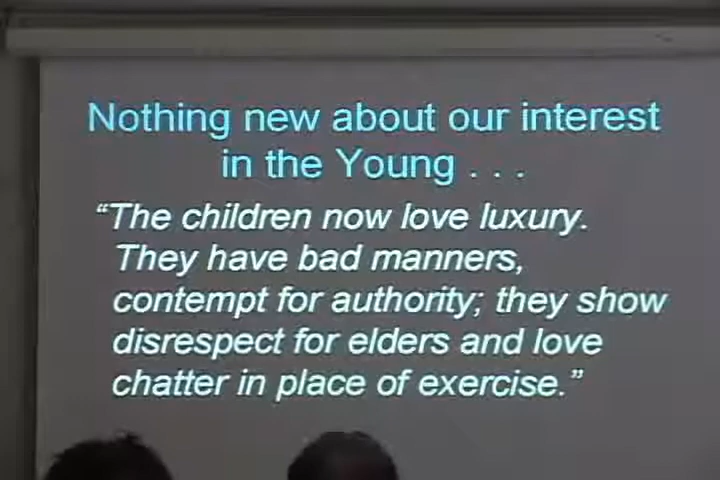 Nothing new about our interest
in the Young . . .
“The children now love luxury.
They have bad manners,
contempt for authority; they show
disrespect for elders and love
chatter in place of exercise.”